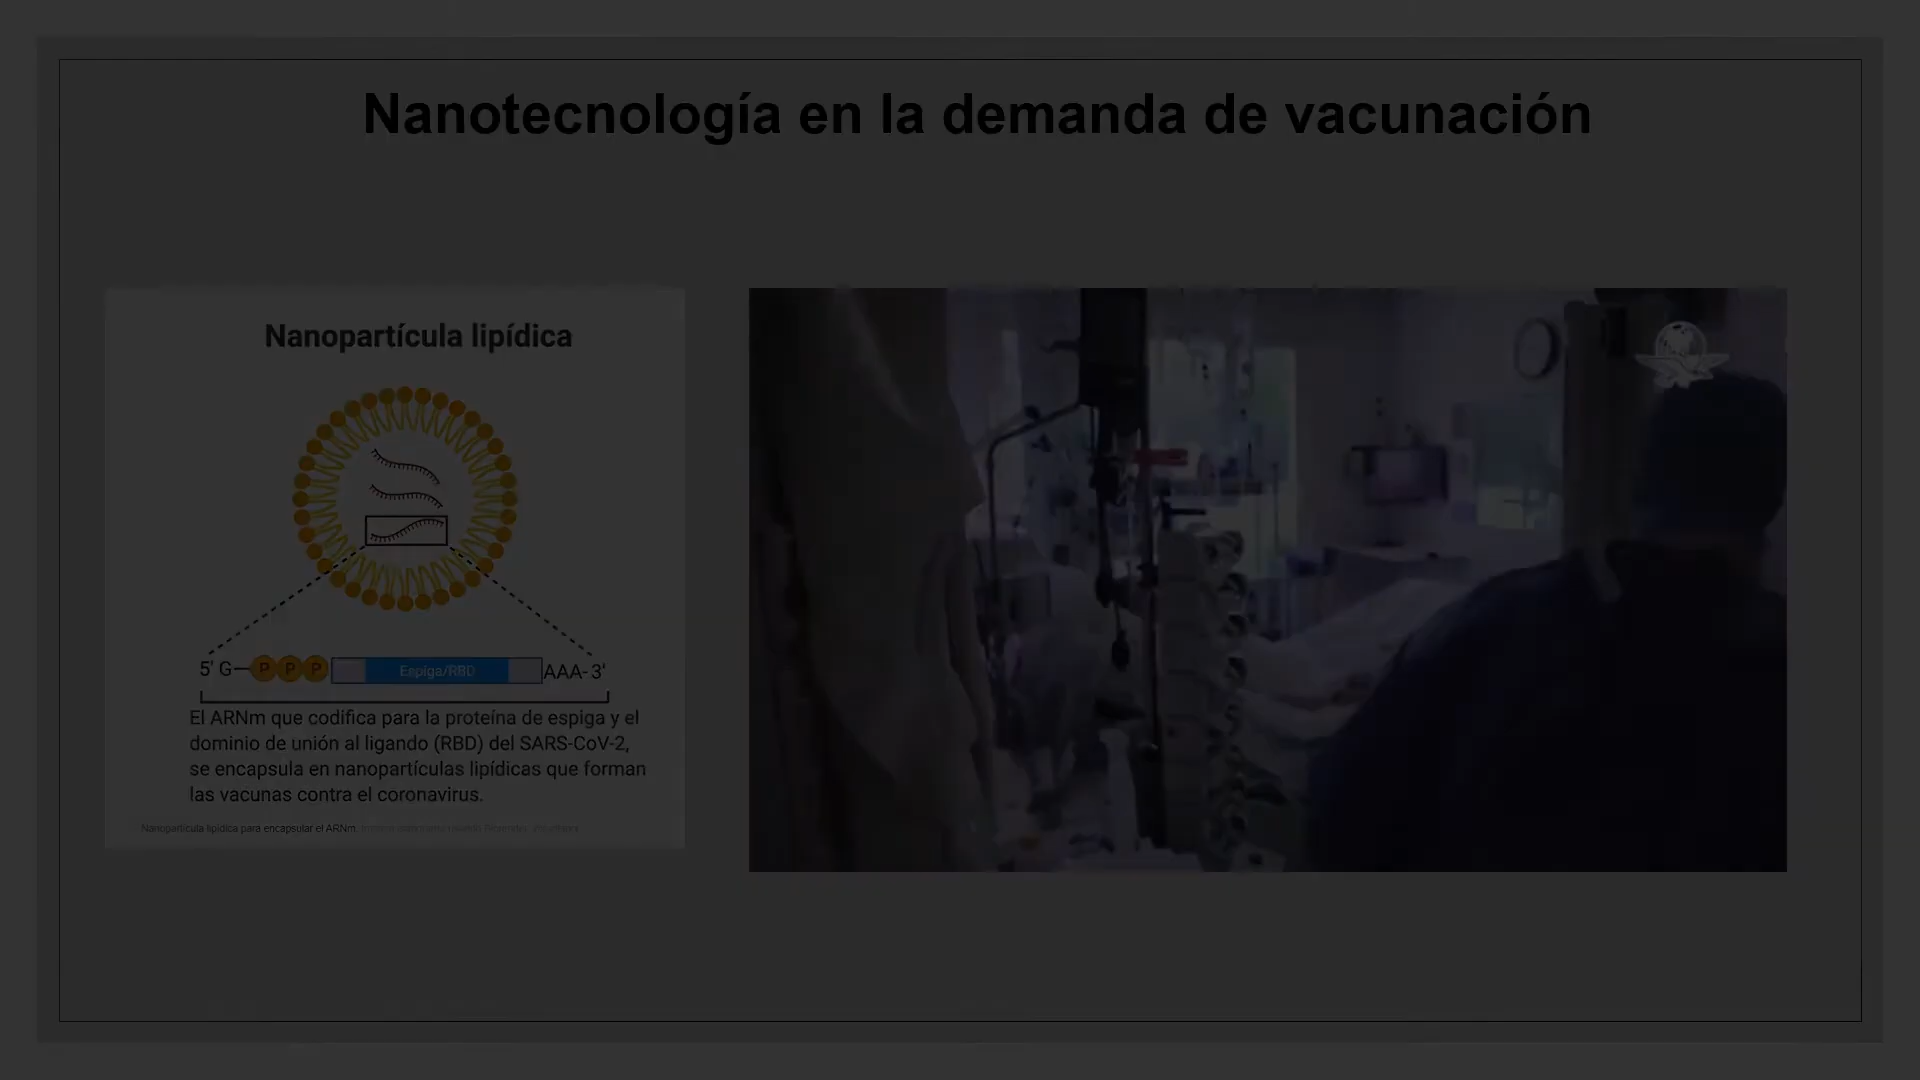 Nanotecnología en la demanda de vacunación
Nanopartícula lipídica
5' G
P P P
Espiga/RBD
AAA- 3'
El ARNm que codifica para la proteína de espiga y el
dominio de unión al ligando (RBD) del SARS-CoV-2,
se encapsula en nanopartículas lipídicas que forman
las vacunas contra el coronavirus.
Nanopartícula lipídica para encapsular el ARNm.